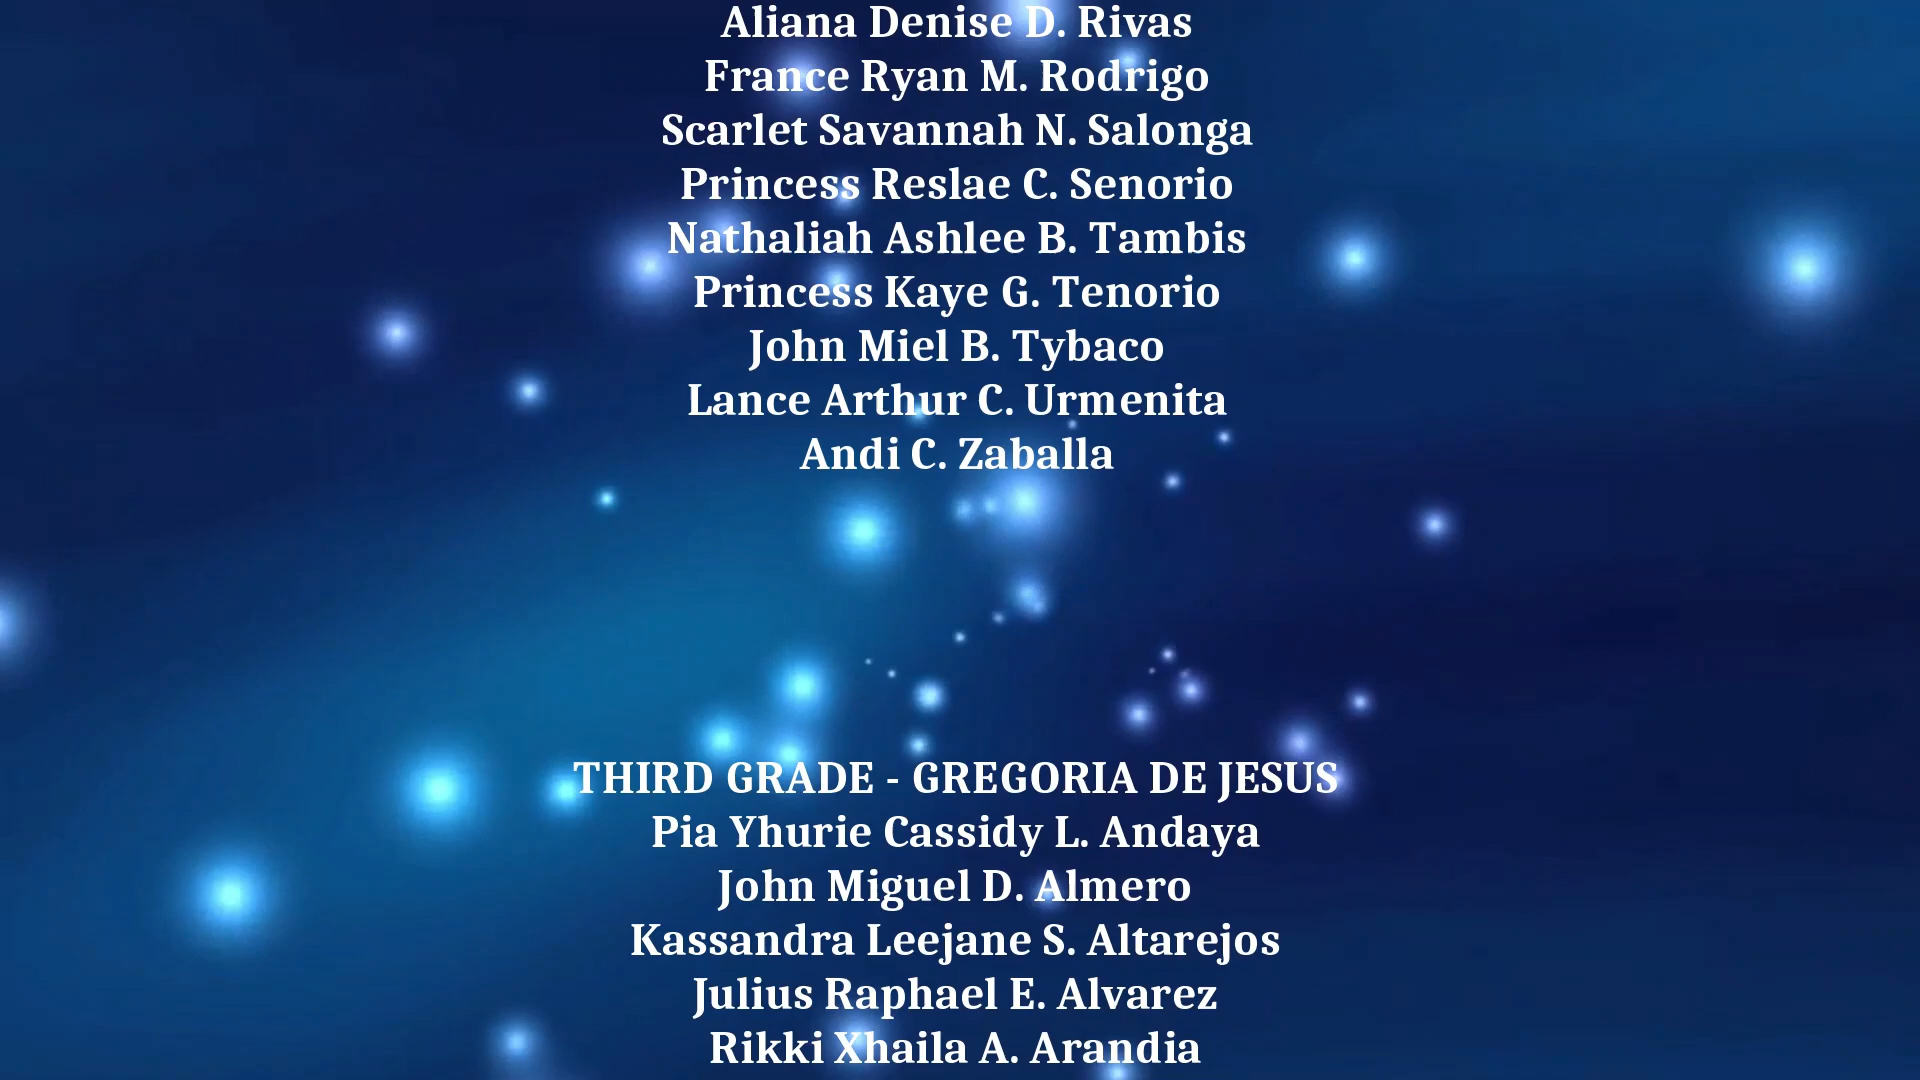 Aliana Denise D. Rivas
France Ryan M. Rodrigo
Scarlet Savannah N. Salonga
Princess Reslae C. Senorio
Nathaliah Ashlee B. Tambis
Princess Kaye G. Tenorio
John Miel B. Tybaco
Lance Arthur C. Urmenita
Andi C. Zaballa
THIRD GRADE - GREGORIA DE JESUS
Pia Yhurie Cassidy L. Andaya
John Miguel D. Almero
Kassandra Leejane S. Altarejos
Julius Raphael E. Alvarez
Rikki Xhaila A. Arandia